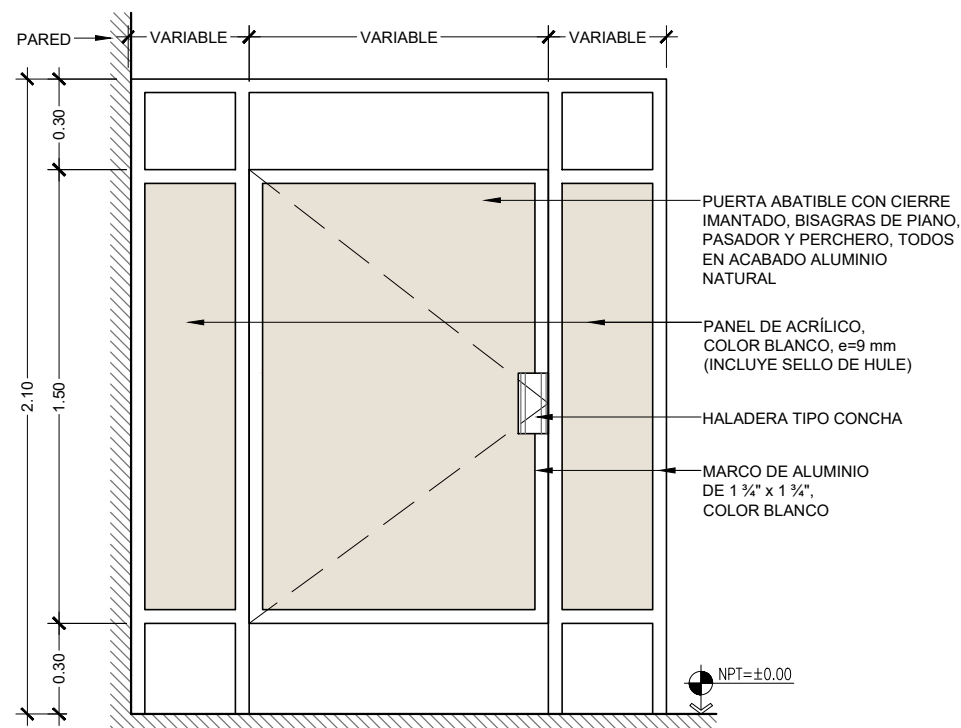 PARED
VARIABLE
VARIABLE
VARIABLE
0.30
2.10
1.50
0.30
PUERTA ABATIBLE CON CIERRE
IMANTADO, BISAGRAS DE PIANO,
PASADOR Y PERCHERO, TODOS
EN ACABADO ALUMINIO
NATURAL
PANEL DE ACRÍLICO,
COLOR BLANCO, e=9 mm
(INCLUYE SELLO DE HULE)
HALADERA TIPO CONCHA
MARCO DE ALUMINIO
DE 1 ¾" x 1 ¾",
COLOR BLANCO
NPT=±0.00